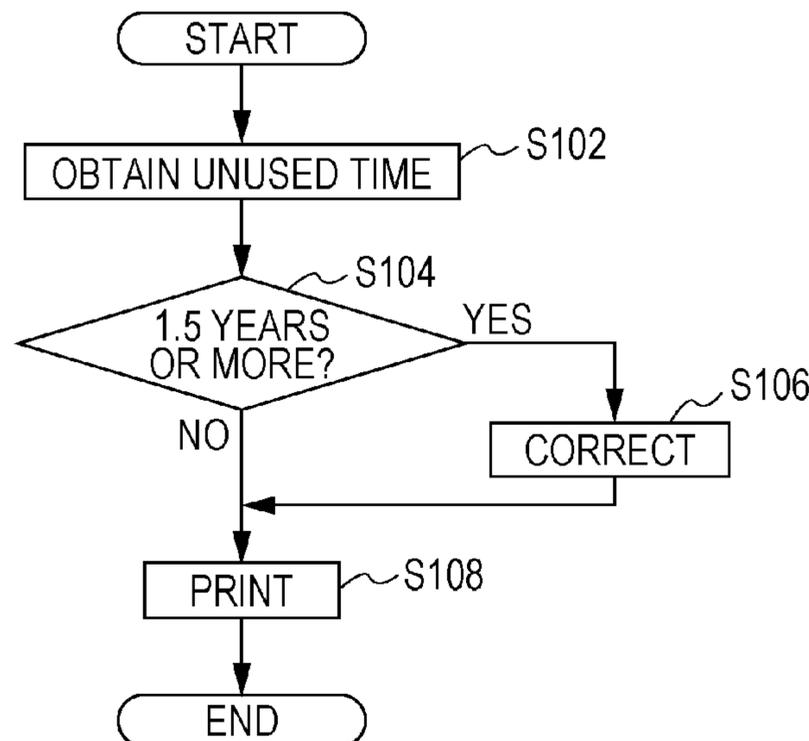 START
OBTAIN UNUSED TIME
S102
S104
1.5 YEARS
OR MORE?
YES
NO
S106
CORRECT
PRINT
S108
END